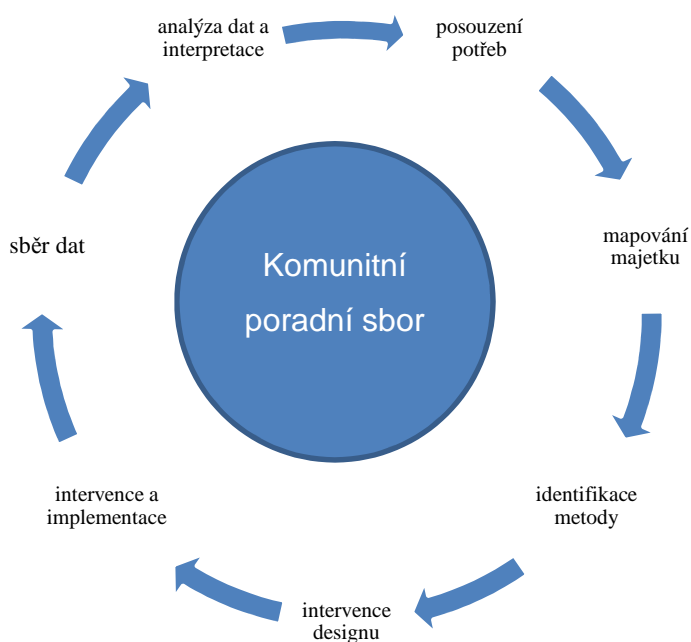 analýza dat a
interpretace
posouzení
potřeb
mapování
majetku
identifikace
metody
intervence
designu
intervence a
implementace
sběr dat
Komunitní
poradní sbor